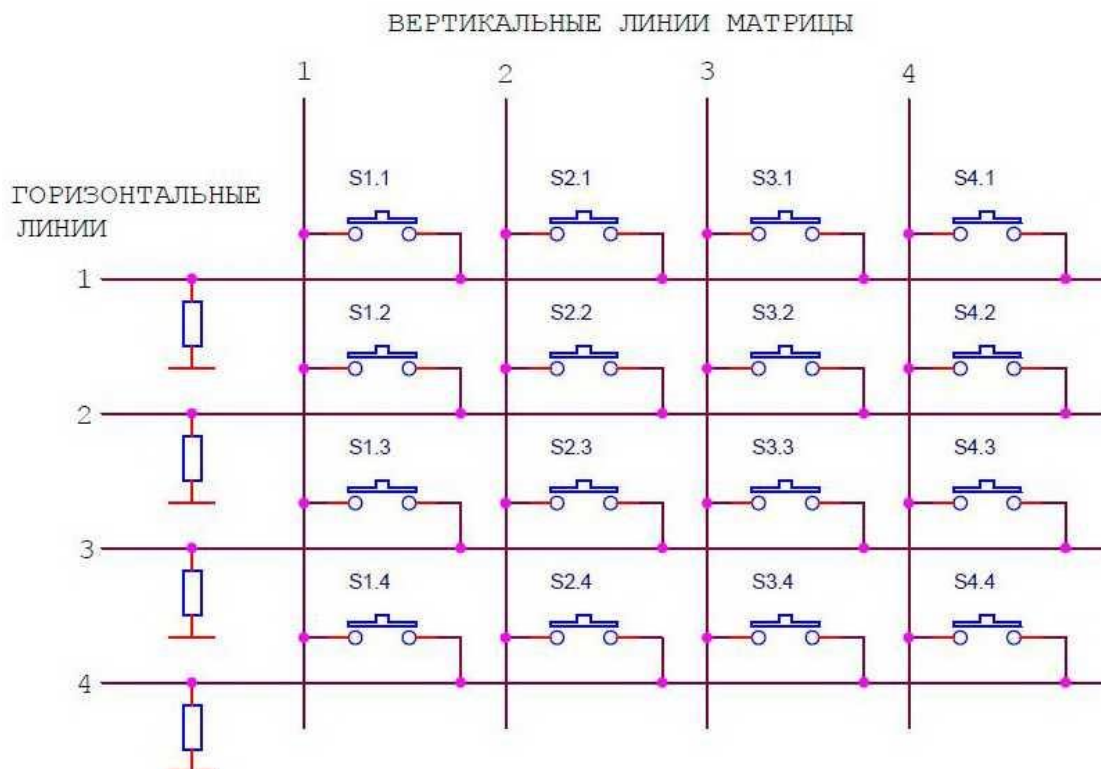 ВЕРТИКАЛЬНЫЕ ЛИНИИ МАТРИЦЫ
1 2 3 4
ГОРИЗОНТАЛЬНЫЕ
ЛИНИИ
S1.1 S2.1 S3.1 S4.1
1
S1.2 S2.2 S3.2 S4.2
2
S1.3 S2.3 S3.3 S4.3
3
S1.4 S2.4 S3.4 S4.4
4